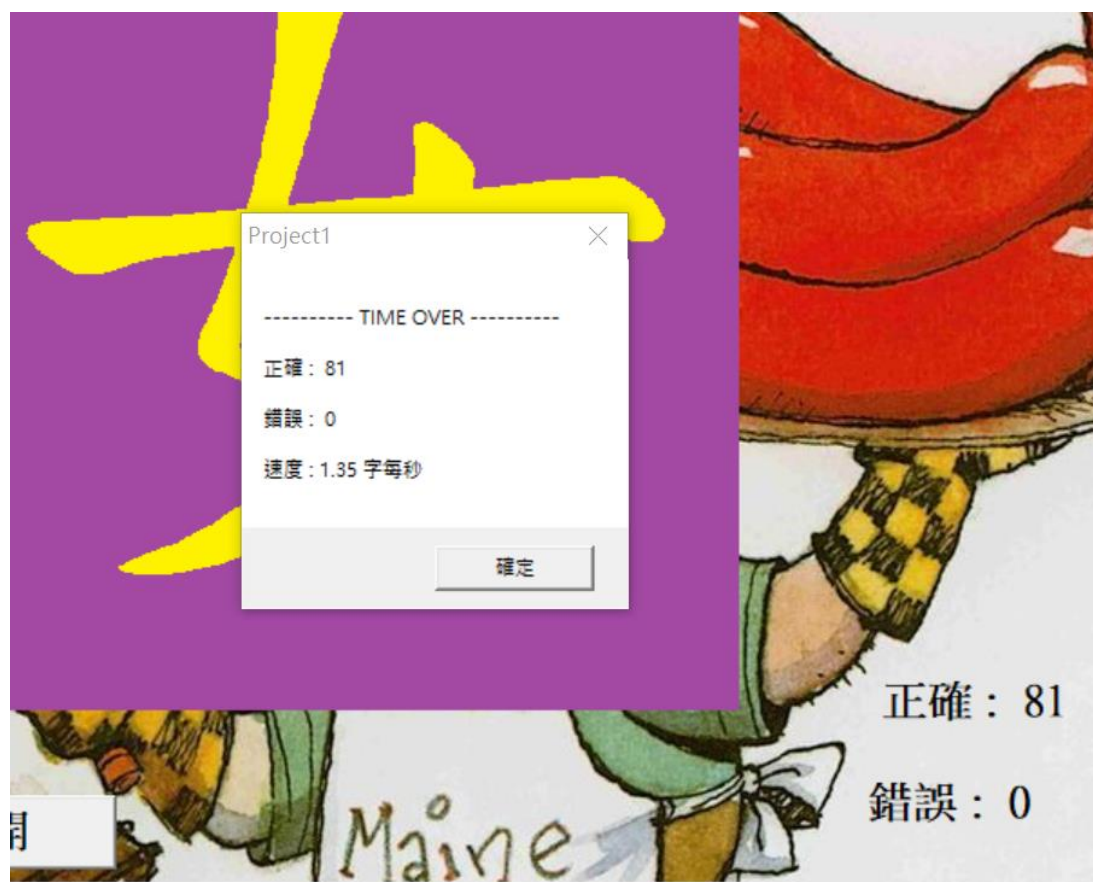 女
Project1
---------- TIME OVER ----------
正確 : 81
錯誤 : 0
速度 : 1.35 字每秒
確定
正確 : 81
錯誤 : 0
Maine